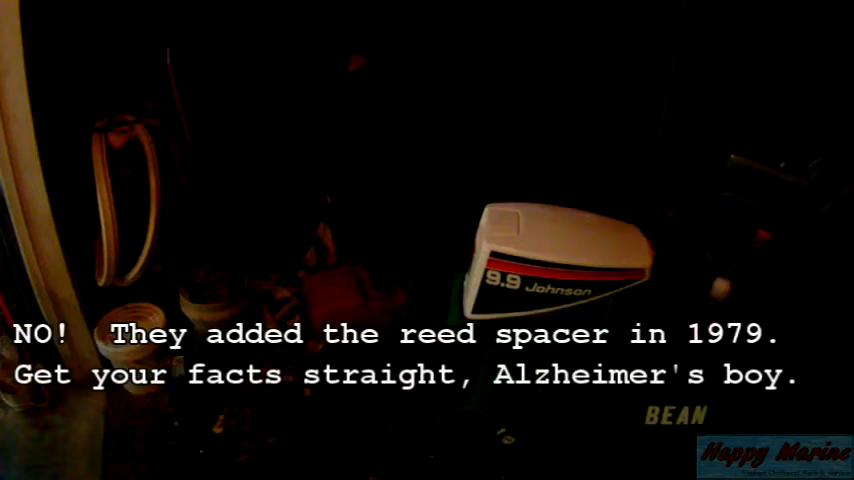 9.9 Johnson
NO! They added the reed spacer in 1979.
Get your facts straight, Alzheimer's boy.
BEAN
Happy Marine